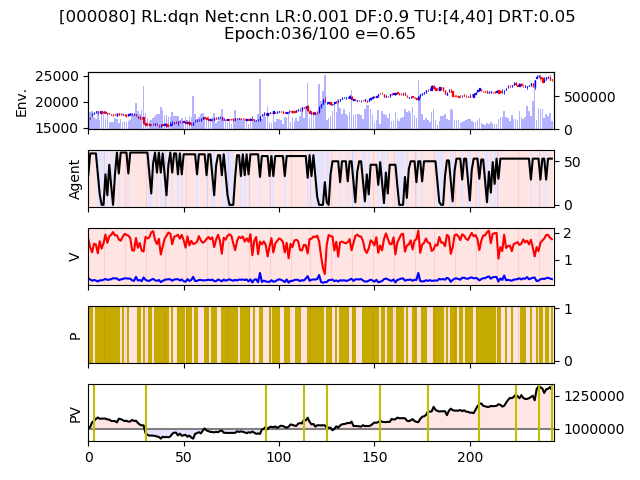 [000080] RL:dqn Net:cnn LR:0.001 DF:0.9 TU:[4,40] DRT:0.05
Epoch:036/100 e=0.65
Env.
25000
20000
15000
500000
0
Agent
50
0
V
2
1
P
1
0
PV
1250000
1000000
0 50 100 150 200